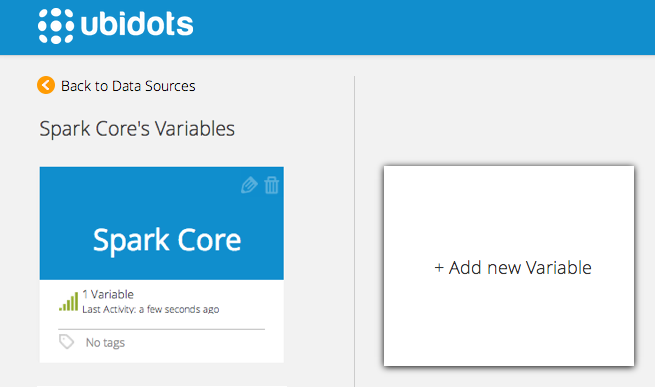 ubidots
Back to Data Sources
Spark Core's Variables
Spark Core
1 Variable
Last Activity: a few seconds ago
No tags
+ Add new Variable